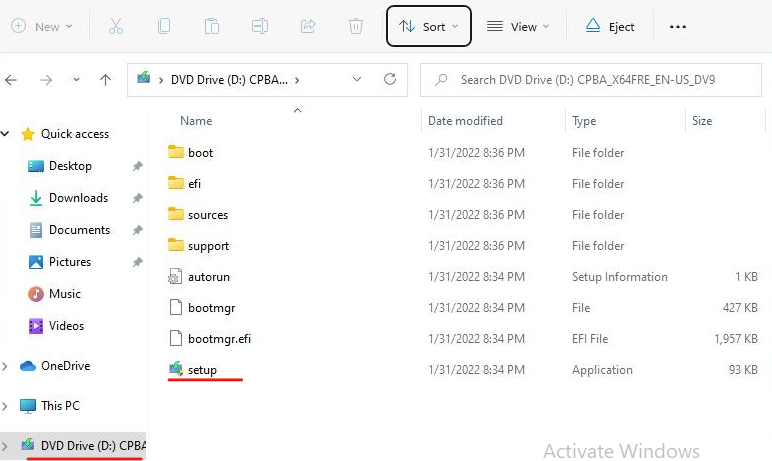 New
Sort
View
Eject
DVD Drive (D:) CPBA...
Search DVD Drive (D:) CPBA_X64FRE_EN-US_DV9
Name Date modified Type Size
Quick access
Desktop
Downloads
Documents
Pictures
Music
Videos
OneDrive
This PC
DVD Drive (D:) CPBA
boot 1/31/2022 8:36 PM File folder
efi 1/31/2022 8:36 PM File folder
sources 1/31/2022 8:36 PM File folder
support 1/31/2022 8:36 PM File folder
autorun 1/31/2022 8:34 PM Setup Information 1 KB
bootmgr 1/31/2022 8:34 PM File 427 KB
bootmgr.efi 1/31/2022 8:34 PM EFI File 1,957 KB
setup 1/31/2022 8:34 PM Application 93 KB
Activate Windows